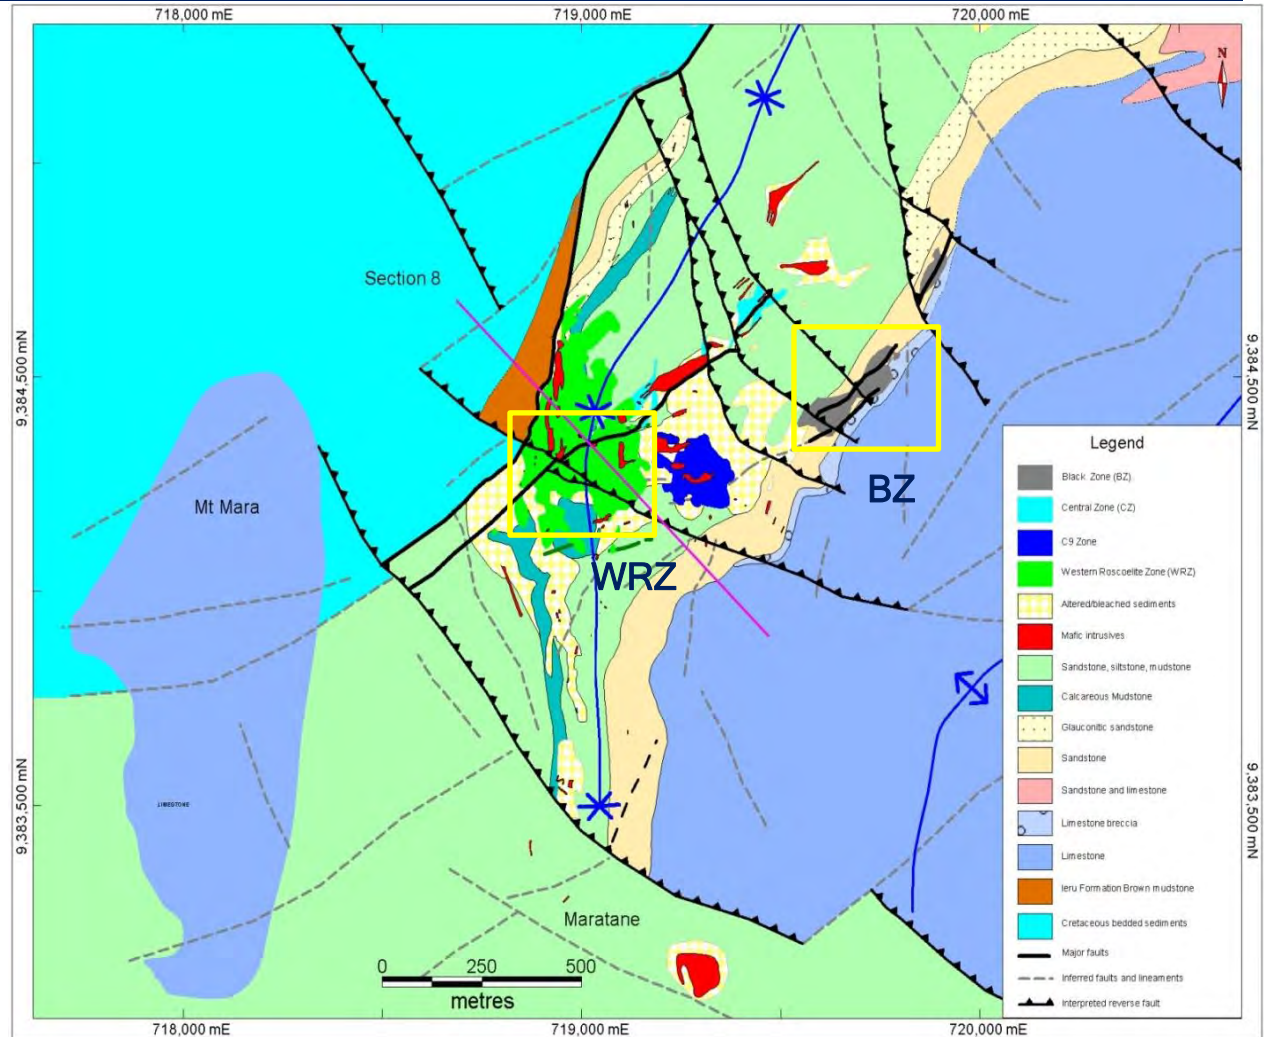 718,000 mE
719,000 mE
720,000 mE
N
Section 8
9,384,500 mN
9,384,500 mN
Mt Mara
BZ
WRZ
LIMESTONE
9,383,500 mN
9,383,500 mN
Maratane
0 250 500
metres
Legend
Black Zone (BZ)
Central Zone (CZ)
C9 Zone
Western Roscoelite Zone (WRZ)
Altered/bleached sediments
Mafic intrusives
Sandstone, siltstone, mudstone
Calcareous Mudstone
Glauconitic sandstone
Sandstone
Sandstone and limestone
Limestone breccia
Limestone
Ieru Formation Brown mudstone
Cretaceous bedded sediments
Major faults
Inferred faults and lineaments
Interpreted reverse fault
718,000 mE
719,000 mE
720,000 mE